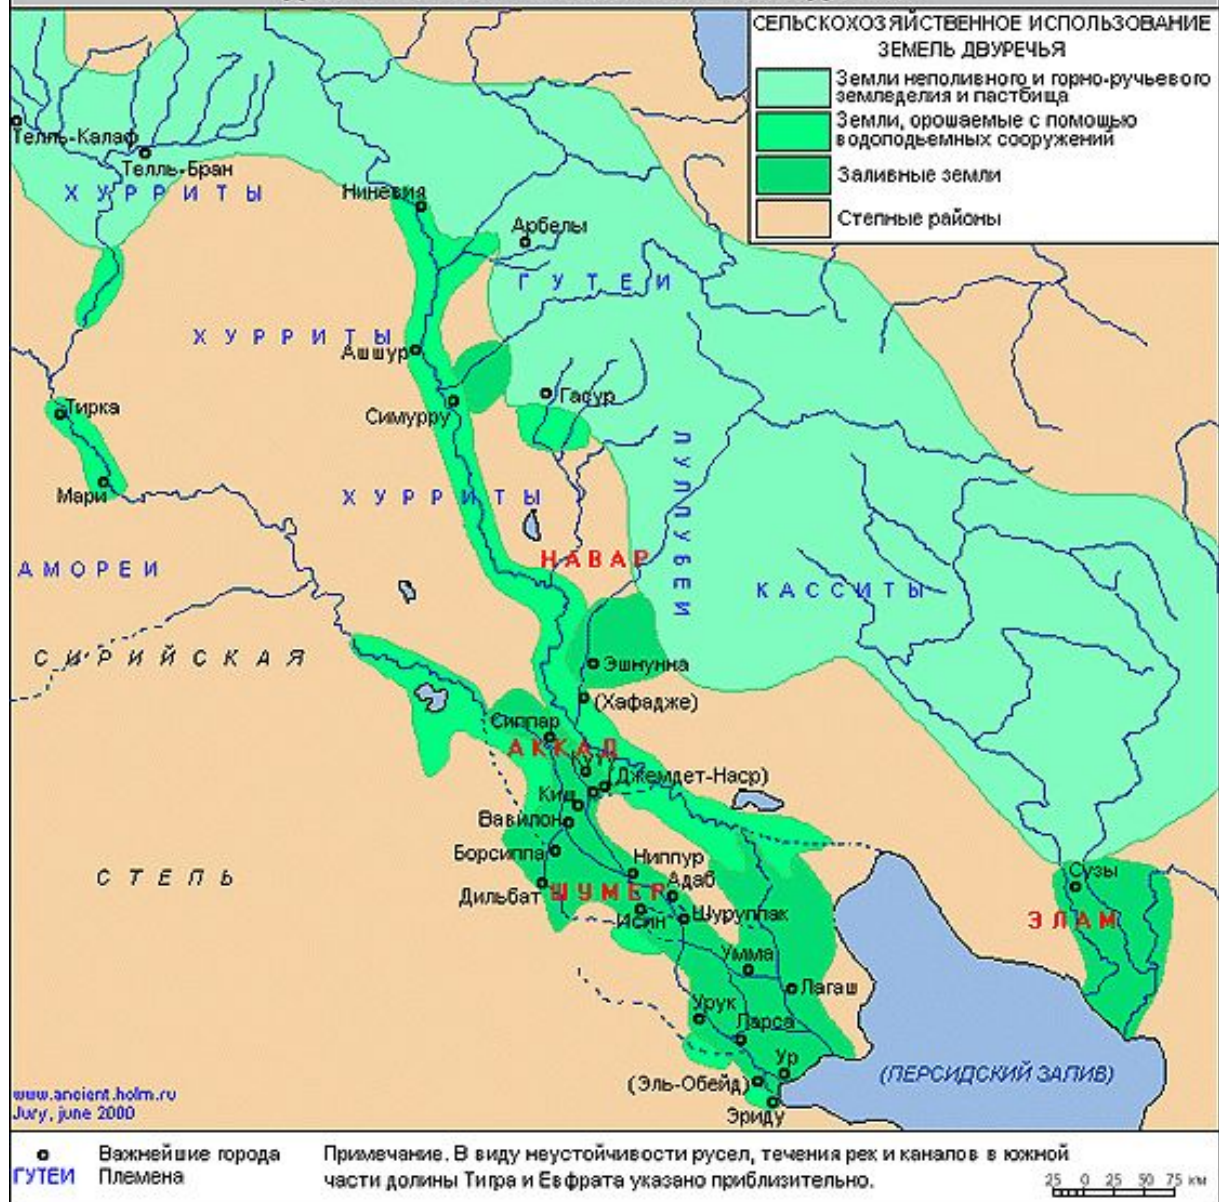 СЕЛЬСКОХОЗЯЙСТВЕННОЕ ИСПОЛЬЗОВАНИЕ
ЗЕМЕЛЬ ДВУРЕЧЬЯ
Земли неполивного и горно-ручьевого
земледелия и пастбища
Земли, орошаемые с помощью
водоподьемных сооружений
Заливные земли
Степные районы
Телль-Калаф
Телль-Бран
ХУРРИТЫ
Ниневия
Арбелы
ГУТЕИ
ХУРРИТЫ
Ашшур
Гасур
Тирка
Симурру
ЛУЛЛУБЕИ
Мари
ХУРРИТЫ
НАВАР
АМОРЕИ
КАССИТЫ
СИРИЙСКАЯ
Эшнунна
(Хафадже)
Сиппар
АККАД
(Джемдет-Наср)
Киш
Вавилон
Борсиппа
Ниппур
СТЕПЬ
Сузы
Адаб
Дильбат
ШУМЕР
Исин
Шуруппак
ЭЛАМ
Умма
Лагаш
Урук
Ларса
Ур
(Эль-Обейд)
(ПЕРСИДСКИЙ ЗАЛИВ)
Эриду
www.ancient.holm.ru
Jury, june 2000
Важнейшие города
ГУТЕИ Племена
Примечание. В виду неустойчивости русел, течения рек и каналов в южной
части долины Тигра и Евфрата указано приблизительно.
25 0 25 50 75 км